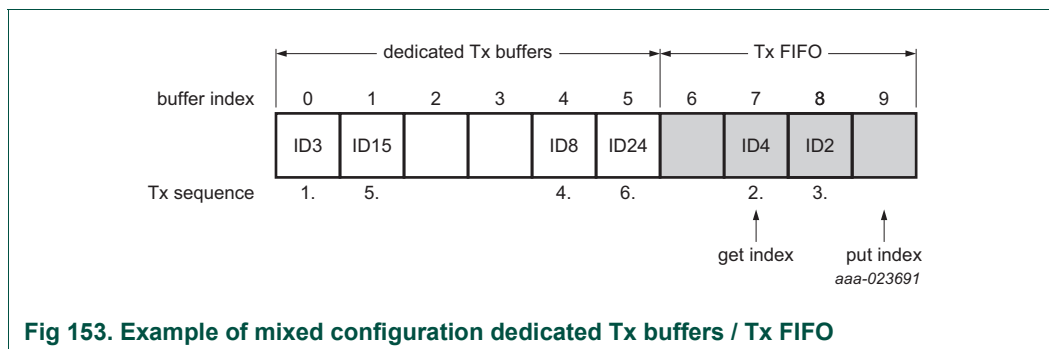 dedicated Tx buffers Tx FIFO
buffer index 0 1 2 3 4 5 6 7 8 9
ID3 ID15 ID8 ID24 ID4 ID2
Tx sequence 1. 5. 4. 6. 2. 3.
get index put index
aaa-023691
Fig 153. Example of mixed configuration dedicated Tx buffers / Tx FIFO